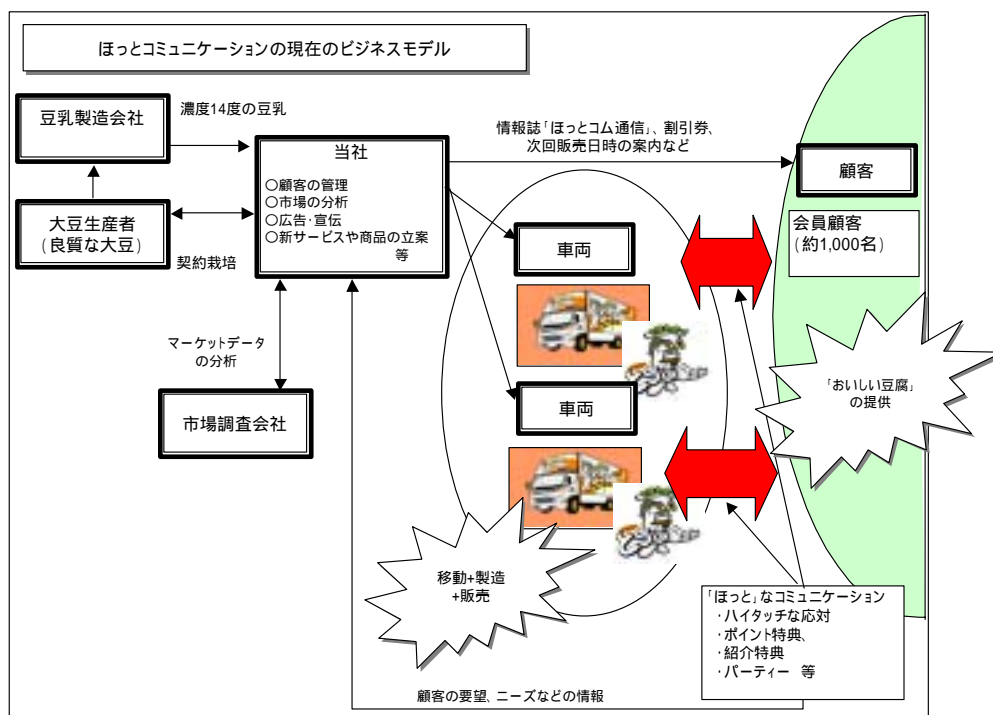 ほっとコミュニケーションの現在のビジネスモデル
豆乳製造会社
濃度14度の豆乳
大豆生産者
(良質な大豆)
契約栽培
当社
○顧客の管理
○市場の分析
○広告・宣伝
○新サービスや商品の立案
等
情報誌「ほっとコム通信」、割引券、
次回販売日時の案内など
顧客
会員顧客
(約1,000名)
車両
車両
マーケットデータ
の分析
市場調査会社
「おいしい豆腐」
の提供
移動+製造
+販売
「ほっと」なコミュニケーション
・ハイタッチな応対
・ポイント特典、
・紹介特典
・パーティー 等
顧客の要望、ニーズなどの情報